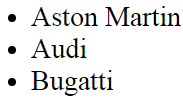 • Aston Martin
• Audi
• Bugatti